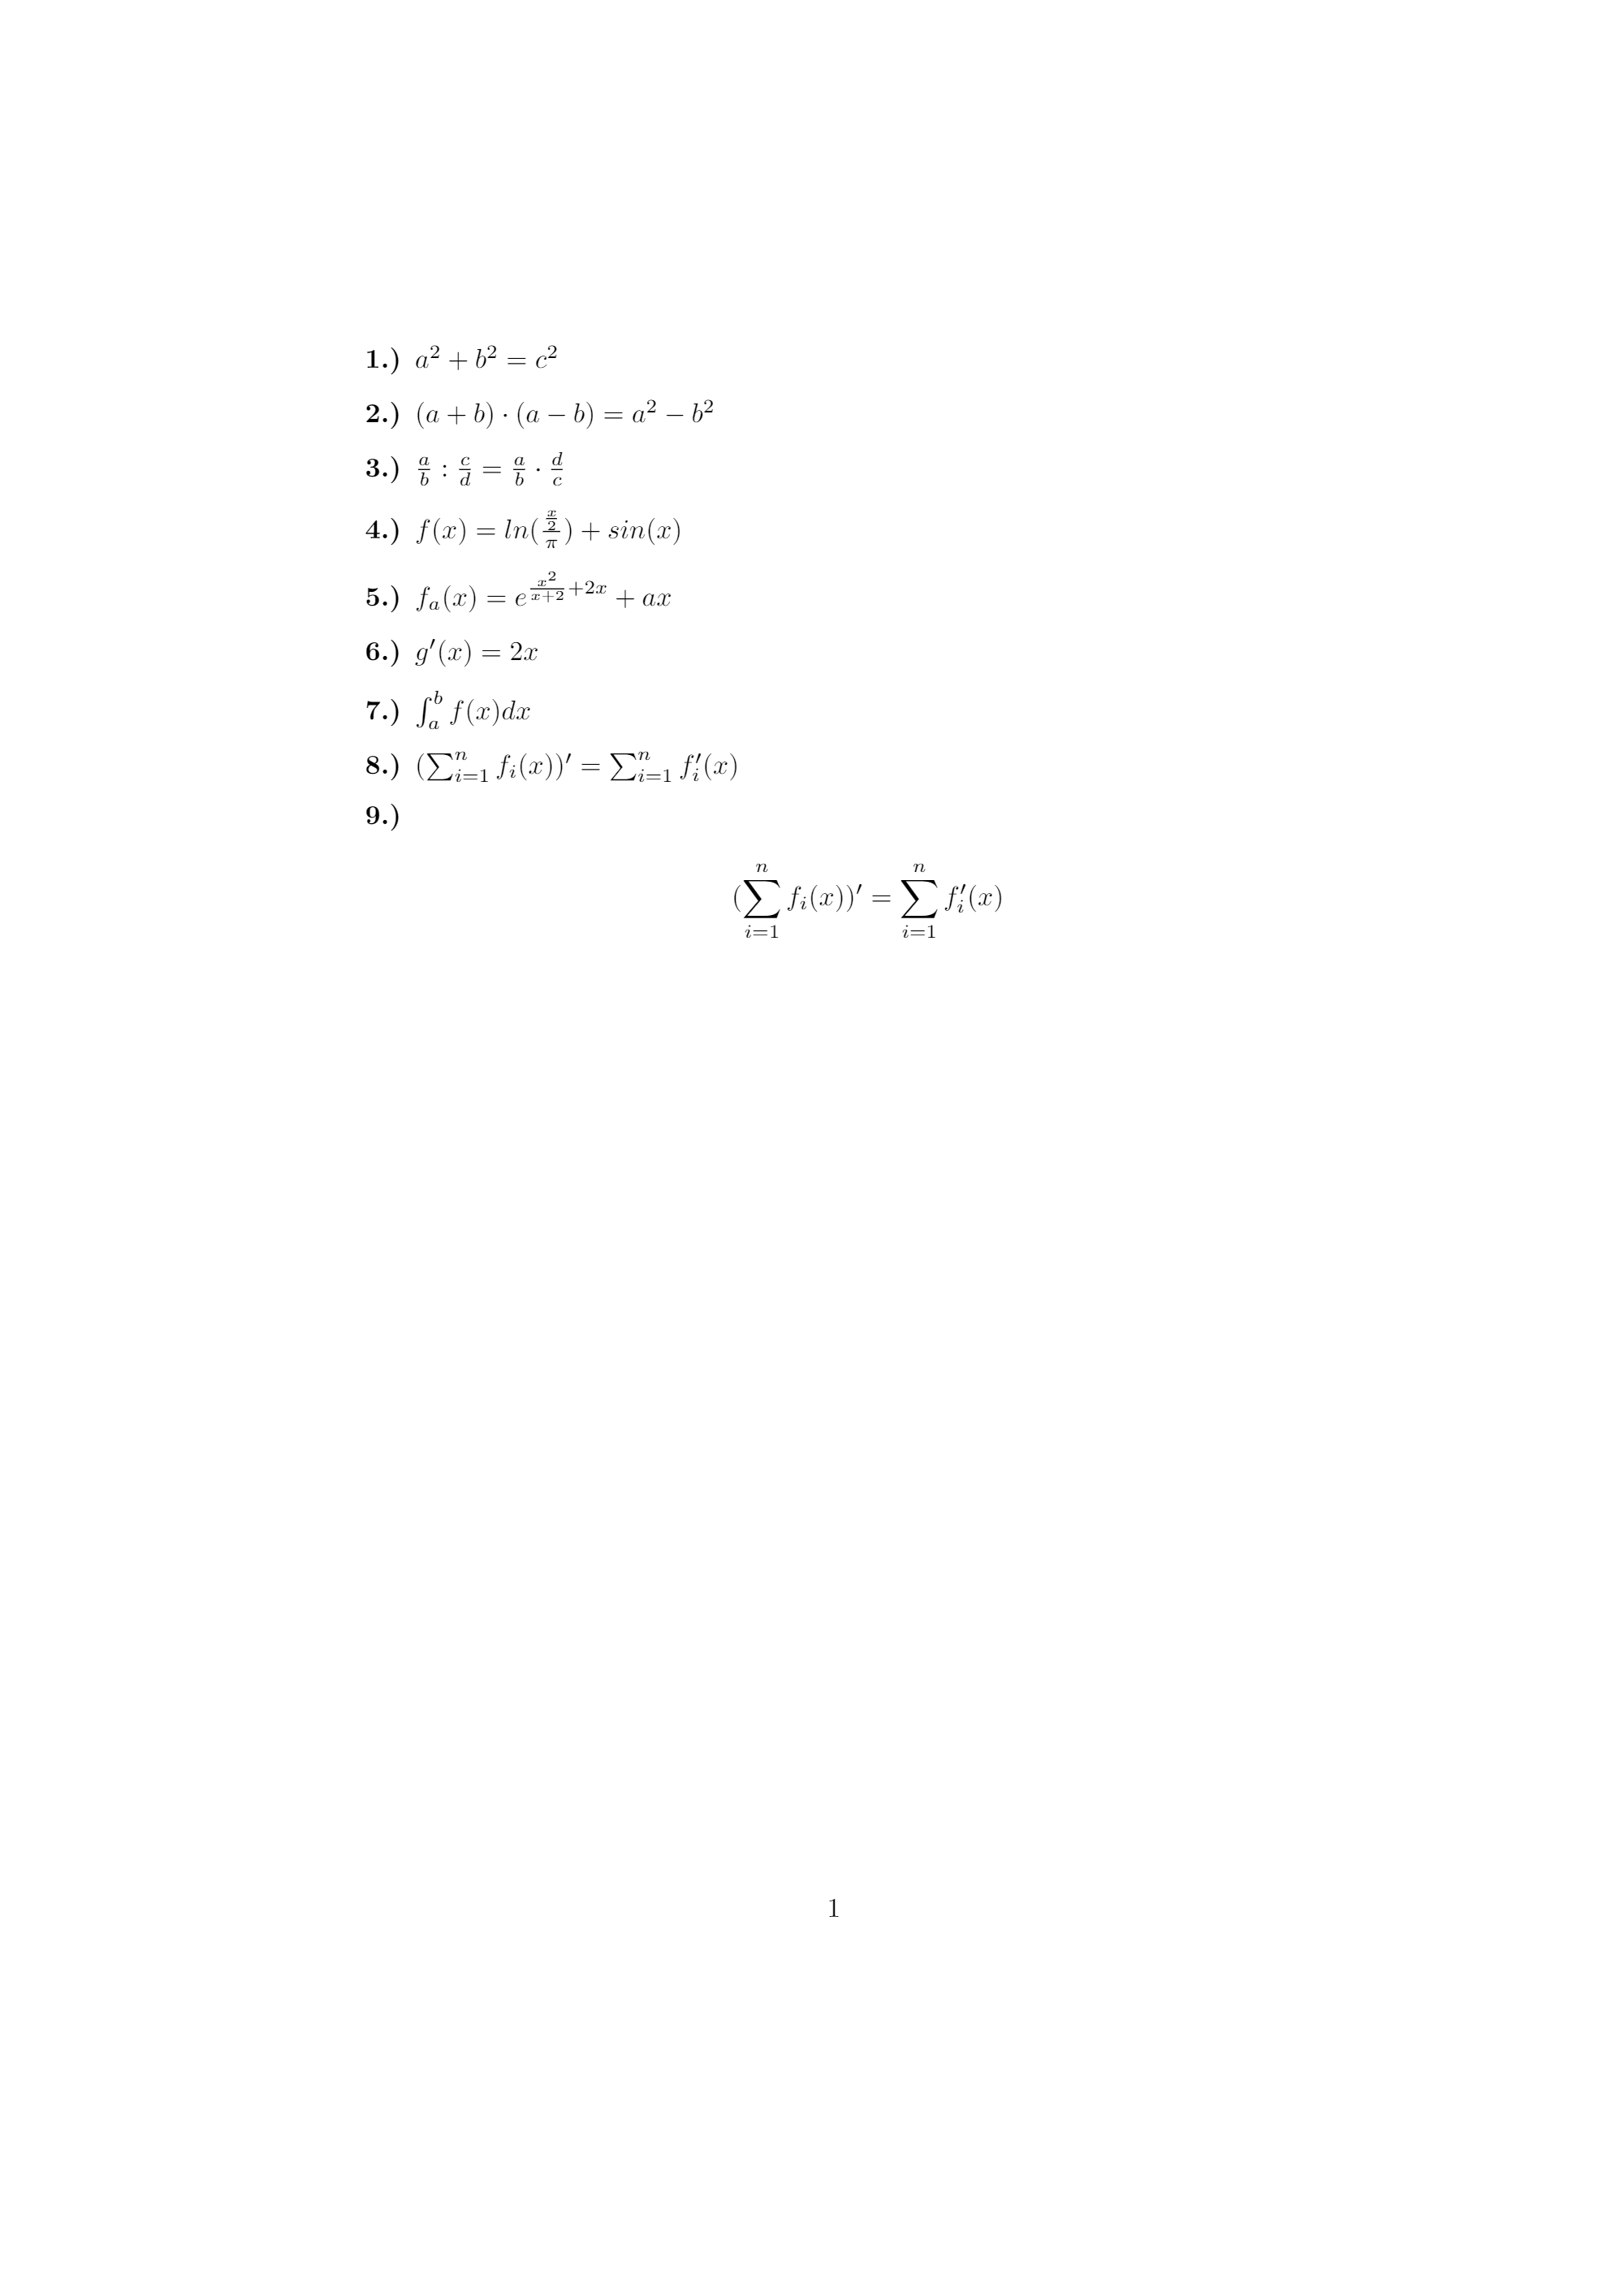 1.) $a^2 + b^2 = c^2$
2.) $(a + b) \cdot (a - b) = a^2 - b^2$
3.) $\frac{a}{b} : \frac{c}{d} = \frac{a}{b} \cdot \frac{d}{c}$
4.) $f(x) = ln(\frac{\frac{x}{2}}{\pi}) + sin(x)$
5.) $f_a(x) = e^{\frac{x^2}{x+2}+2x} + ax$
6.) $g'(x) = 2x$
7.) $\int_a^b f(x)dx$
8.) $(\sum_{i=1}^n f_i(x))' = \sum_{i=1}^n f_i'(x)$
9.)
$(\sum_{i=1}^n f_i(x))' = \sum_{i=1}^n f_i'(x)$
1